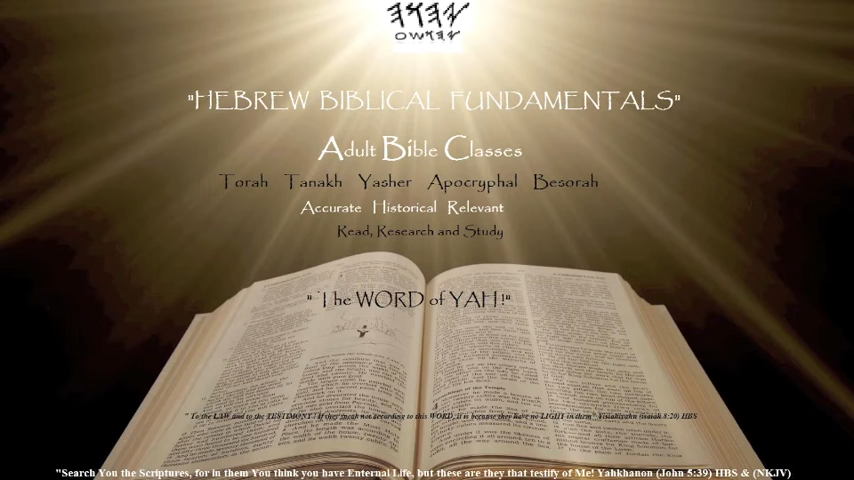 𐤉𐤄𐤅𐤄
𐤉𐤄𐤅𐤔𐤏
"HEBREW BIBLICAL FUNDAMENTALS"
Adult Bible Classes
Torah Tanakh Yasher Apocryphal Besorah
Accurate Historical Relevant
Read, Research and Study
" The WORD of YAH!"
" To the LAW and to the TESTIMONY! If they speak not according to this WORD, it is because they have no LIGHT in them" (Isaiah 8:20) HBS
"Search You the Scriptures, for in them You think you have Enternal Life, but these are they that testify of Me! Yahkhanon (John 5:39) HBS & (NKJV)